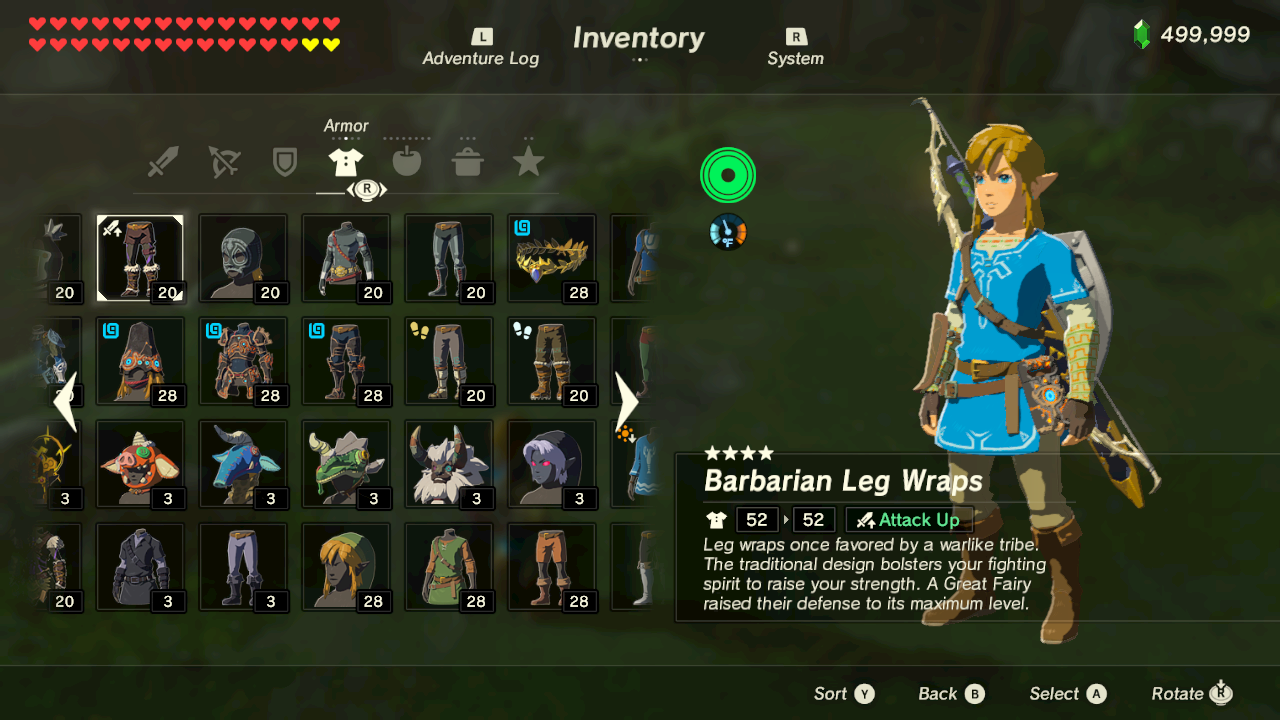 L
Adventure Log
Inventory
R
System
499,999
Armor
R
20
20
20
20
20
28
28
28
28
20
20
3
3
3
3
3
3
20
3
3
28
28
28
°F
Barbarian Leg Wraps
52 52 Attack Up
Leg wraps once favored by a warlike tribe.
The traditional design bolsters your fighting
spirit to raise your strength. A Great Fairy
raised their defense to its maximum level.
Sort Y Back B Select A Rotate R